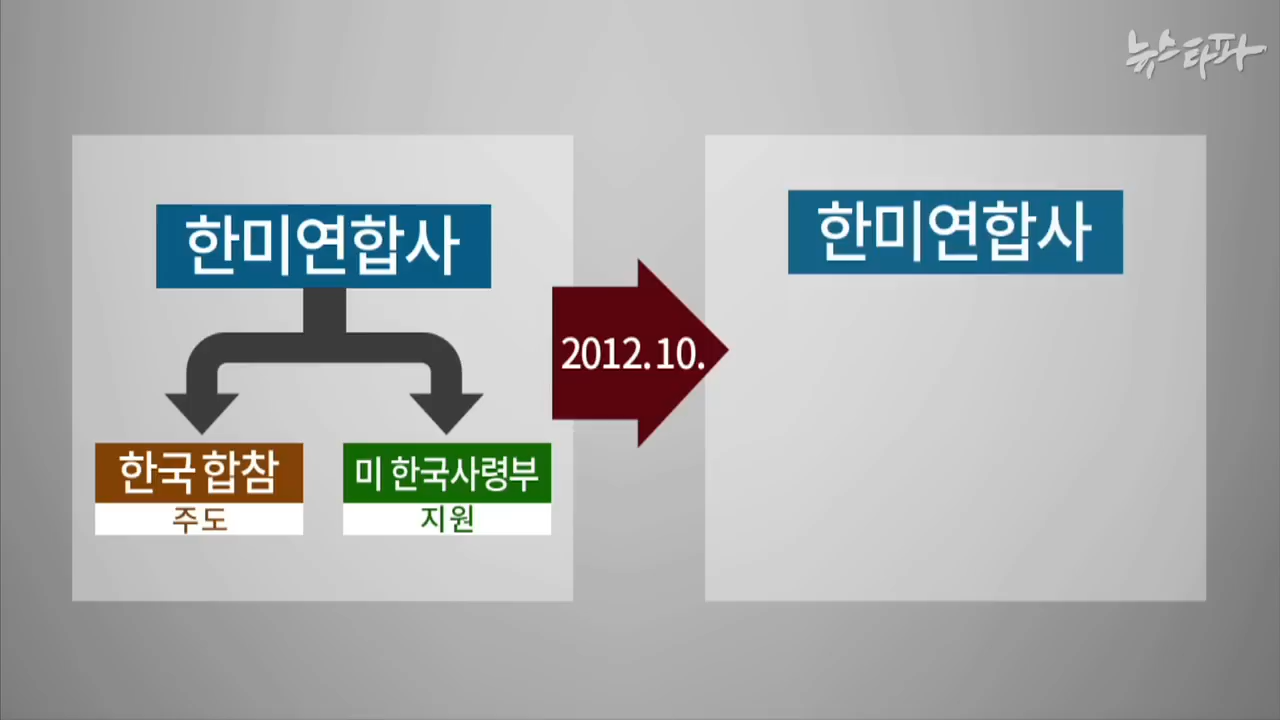 뉴스타파
한미연합사
한국 합참
주도
미 한국사령부
지원
2012. 10.
한미연합사